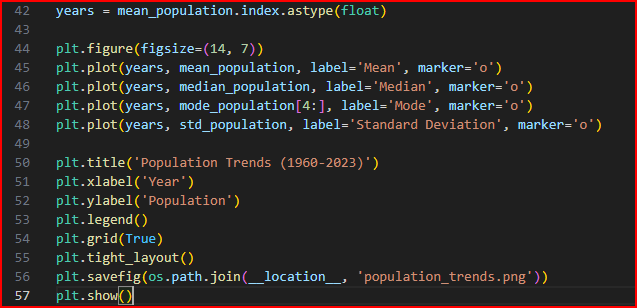 42 years = mean_population.index.astype(float)
43
44 plt.figure(figsize=(14, 7))
45 plt.plot(years, mean_population, label='Mean', marker='o')
46 plt.plot(years, median_population, label='Median', marker='o')
47 plt.plot(years, mode_population[4:], label='Mode', marker='o')
48 plt.plot(years, std_population, label='Standard Deviation', marker='o')
49
50 plt.title('Population Trends (1960-2023)')
51 plt.xlabel('Year')
52 plt.ylabel('Population')
53 plt.legend()
54 plt.grid(True)
55 plt.tight_layout()
56 plt.savefig(os.path.join(__location__, 'population_trends.png'))
57 plt.show()